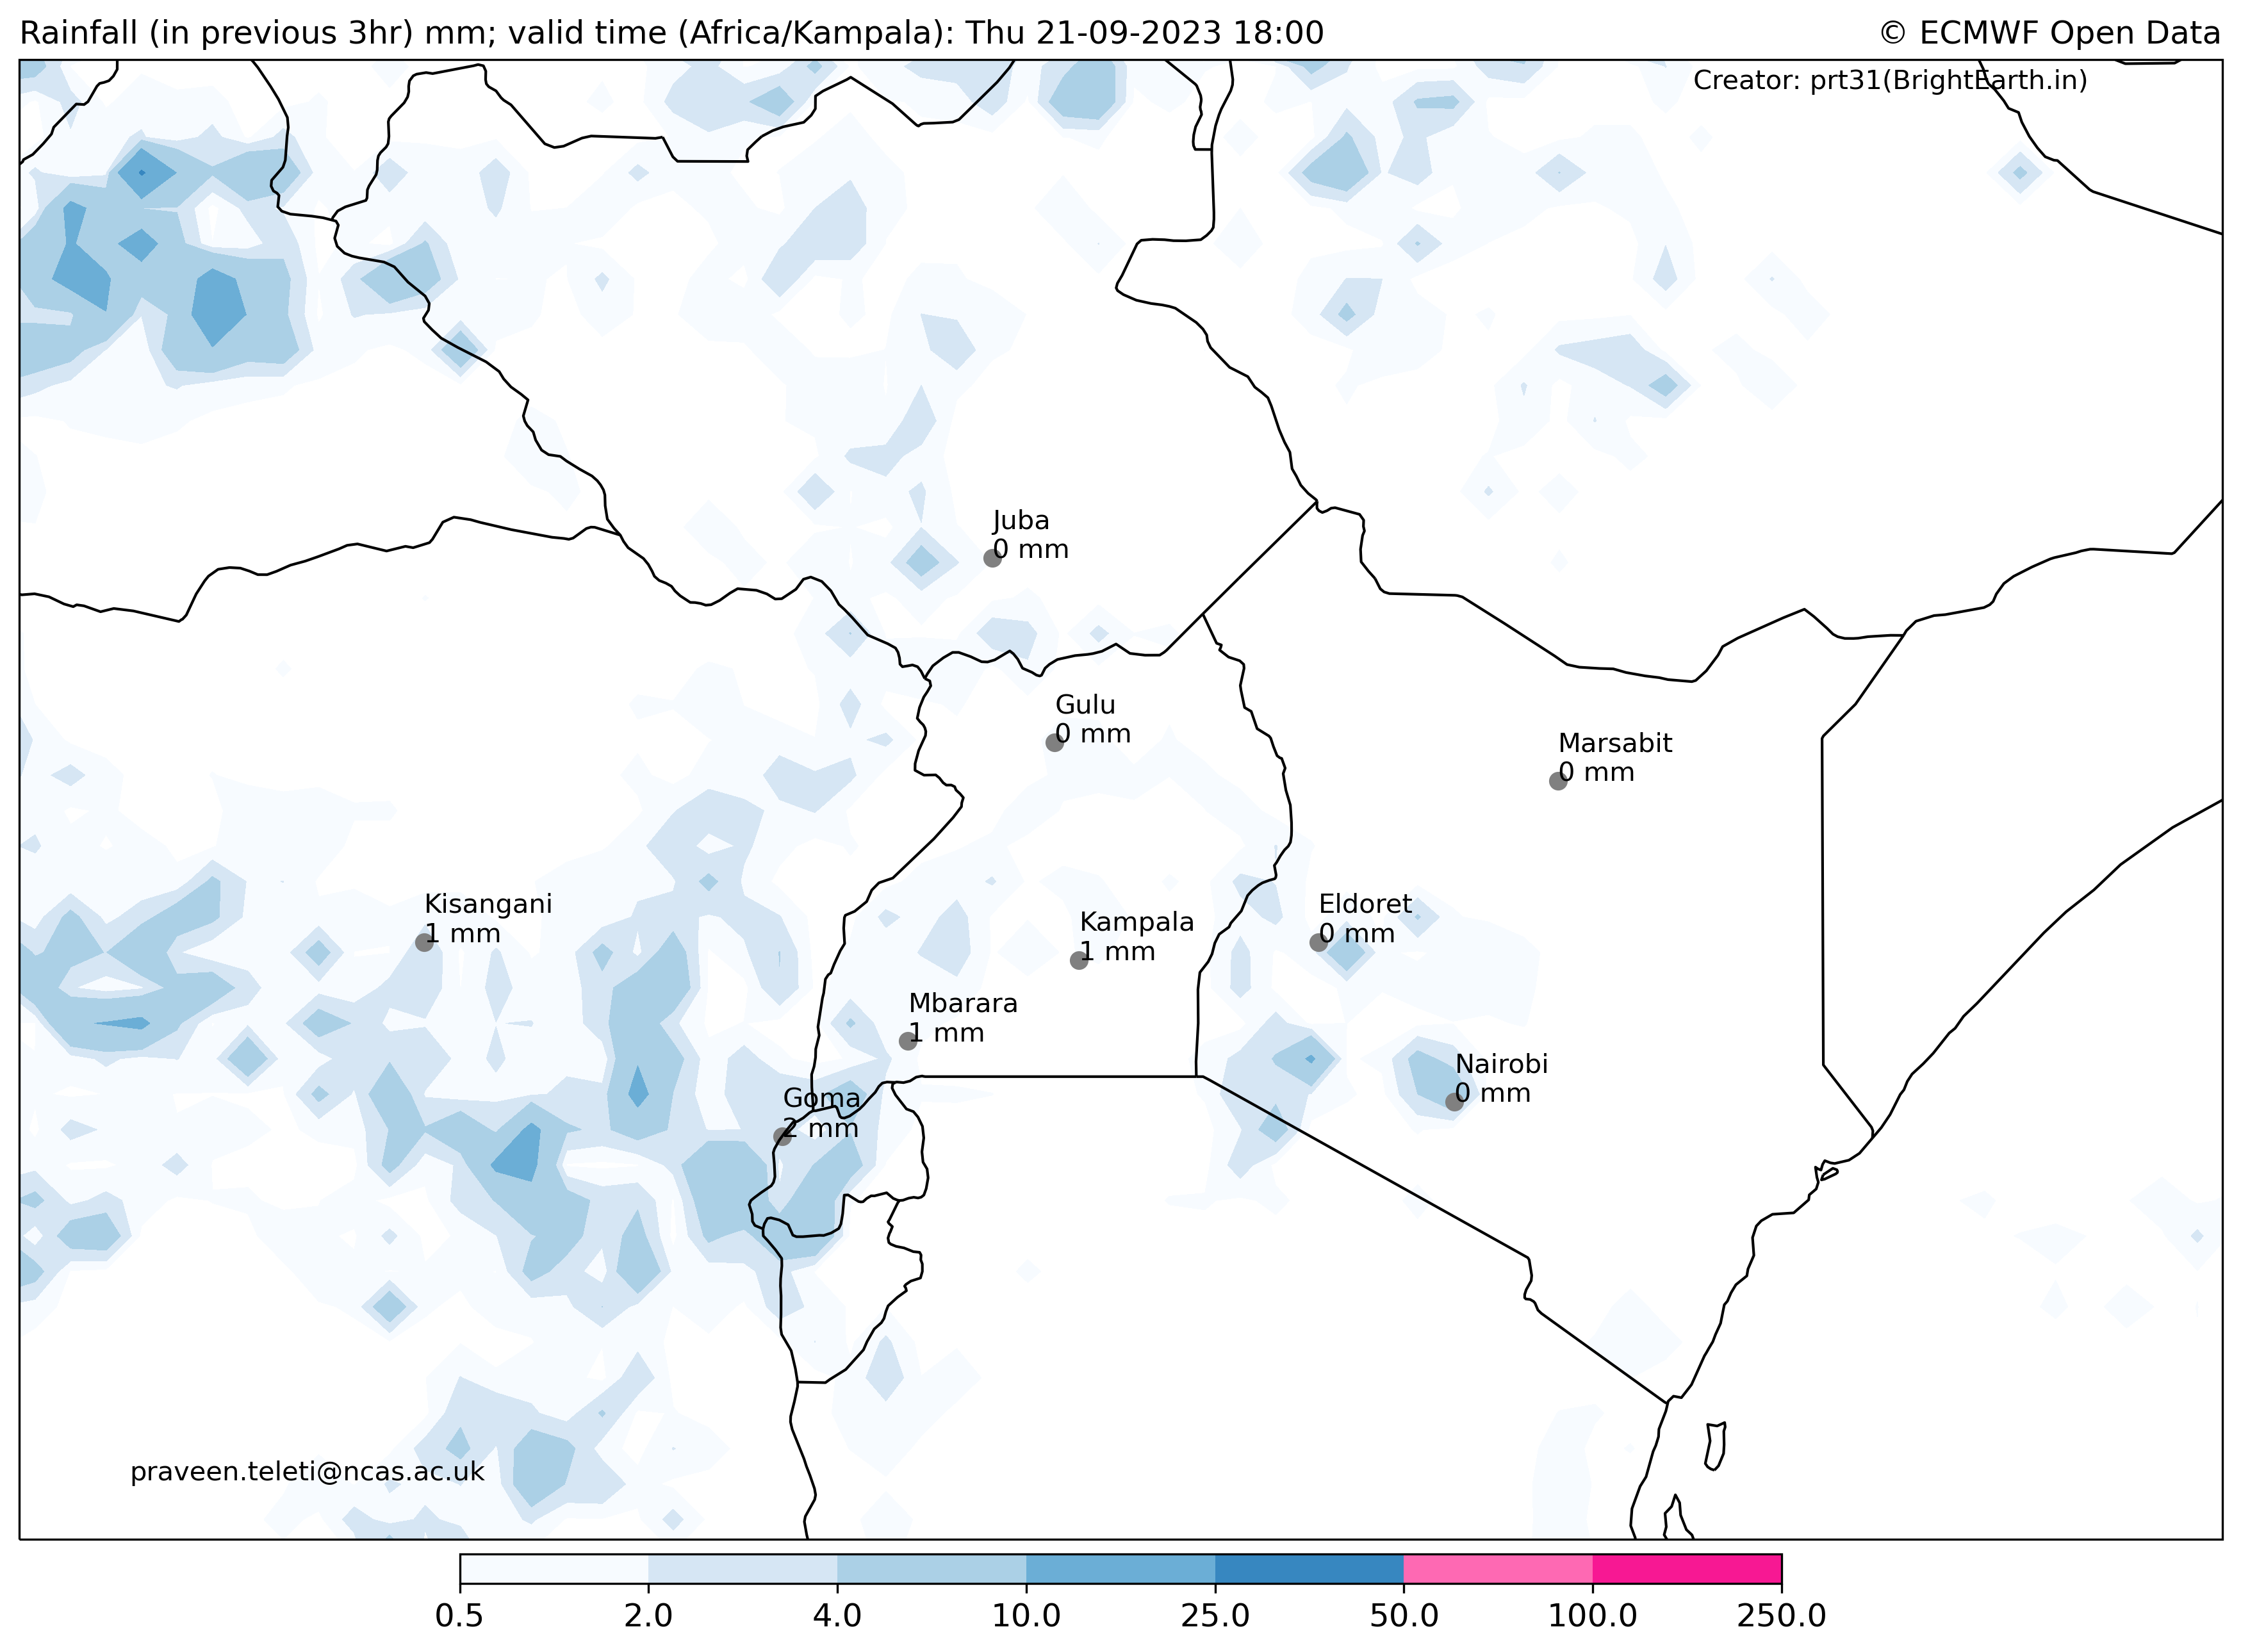 Rainfall (in previous 3hr) mm; valid time (Africa/Kampala): Thu 21-09-2023 18:00
© ECMWF Open Data
Creator: prt31(BrightEarth.in)
Juba
0 mm
Gulu
0 mm
Marsabit
0 mm
Kisangani
1 mm
Eldoret
0 mm
Kampala
1 mm
Mbarara
1 mm
Nairobi
0 mm
Goma
2 mm
praveen.teleti@ncas.ac.uk
0.5 2.0 4.0 10.0 25.0 50.0 100.0 250.0